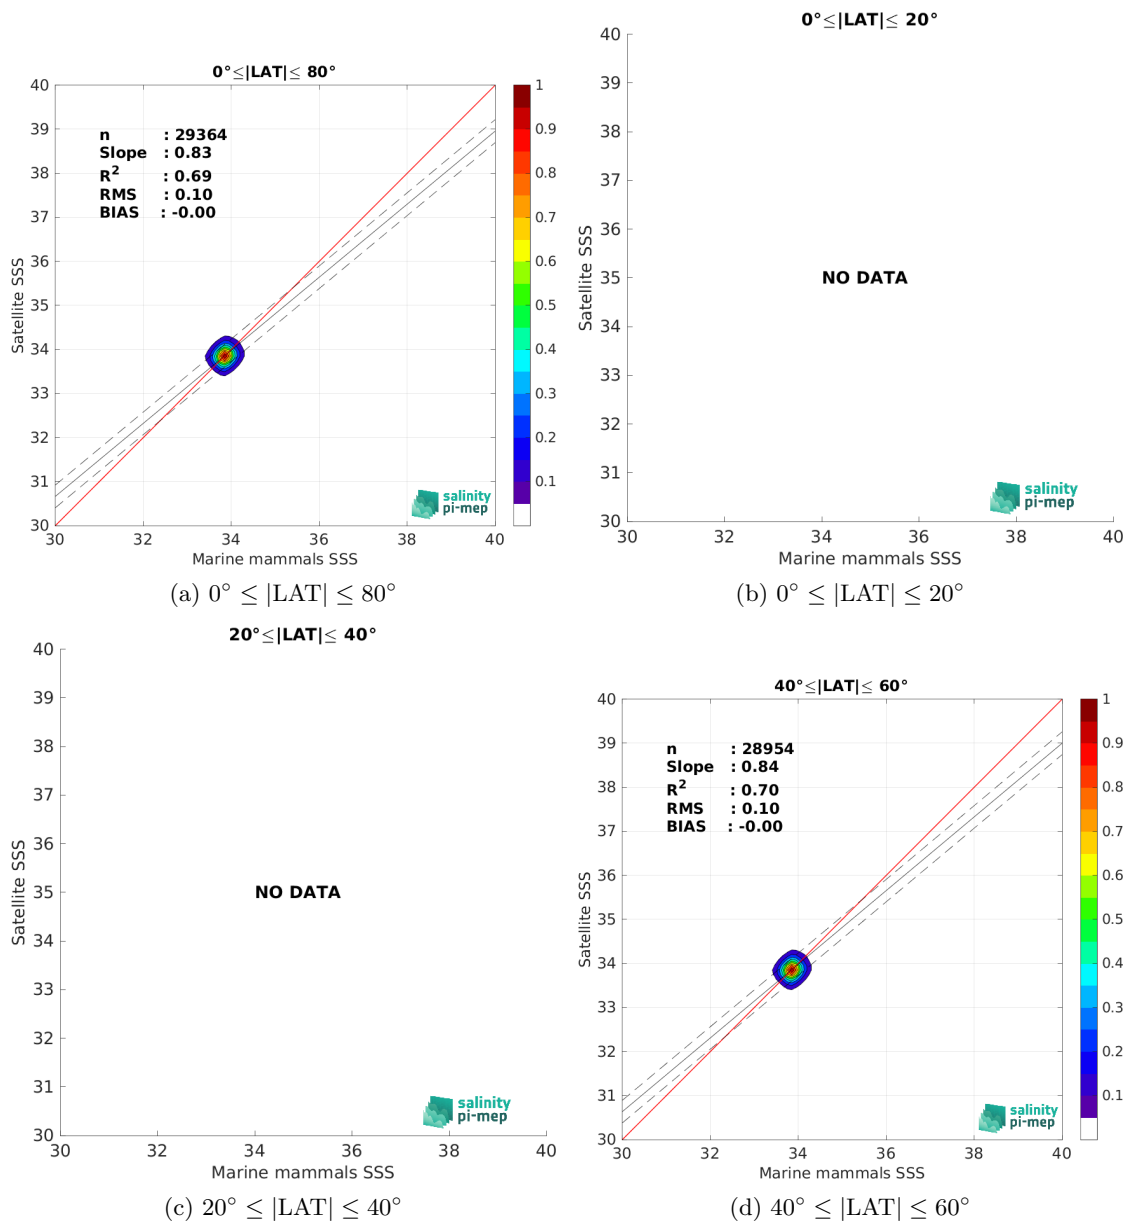 0°≤|LAT|≤ 80°
40
39
38
37
36
35
34
33
32
31
30
Satellite SSS
n : 29364
Slope : 0.83
R² : 0.69
RMS : 0.10
BIAS : -0.00
salinity
pi-mep
30 32 34 36 38 40
Marine mammals SSS
1
0.9
0.8
0.7
0.6
0.5
0.4
0.3
0.2
0.1
(a) 0° ≤ |LAT| ≤ 80°
0°≤|LAT|≤ 20°
40
39
38
37
36
35
34
33
32
31
30
Satellite SSS
NO DATA
salinity
pi-mep
30 32 34 36 38 40
Marine mammals SSS
(b) 0° ≤ |LAT| ≤ 20°
20°≤|LAT|≤ 40°
40
39
38
37
36
35
34
33
32
31
30
Satellite SSS
NO DATA
salinity
pi-mep
30 32 34 36 38 40
Marine mammals SSS
(c) 20° ≤ |LAT| ≤ 40°
40°≤|LAT|≤ 60°
40
39
38
37
36
35
34
33
32
31
30
Satellite SSS
n : 28954
Slope : 0.84
R² : 0.70
RMS : 0.10
BIAS : -0.00
salinity
pi-mep
30 32 34 36 38 40
Marine mammals SSS
1
0.9
0.8
0.7
0.6
0.5
0.4
0.3
0.2
0.1
(d) 40° ≤ |LAT| ≤ 60°